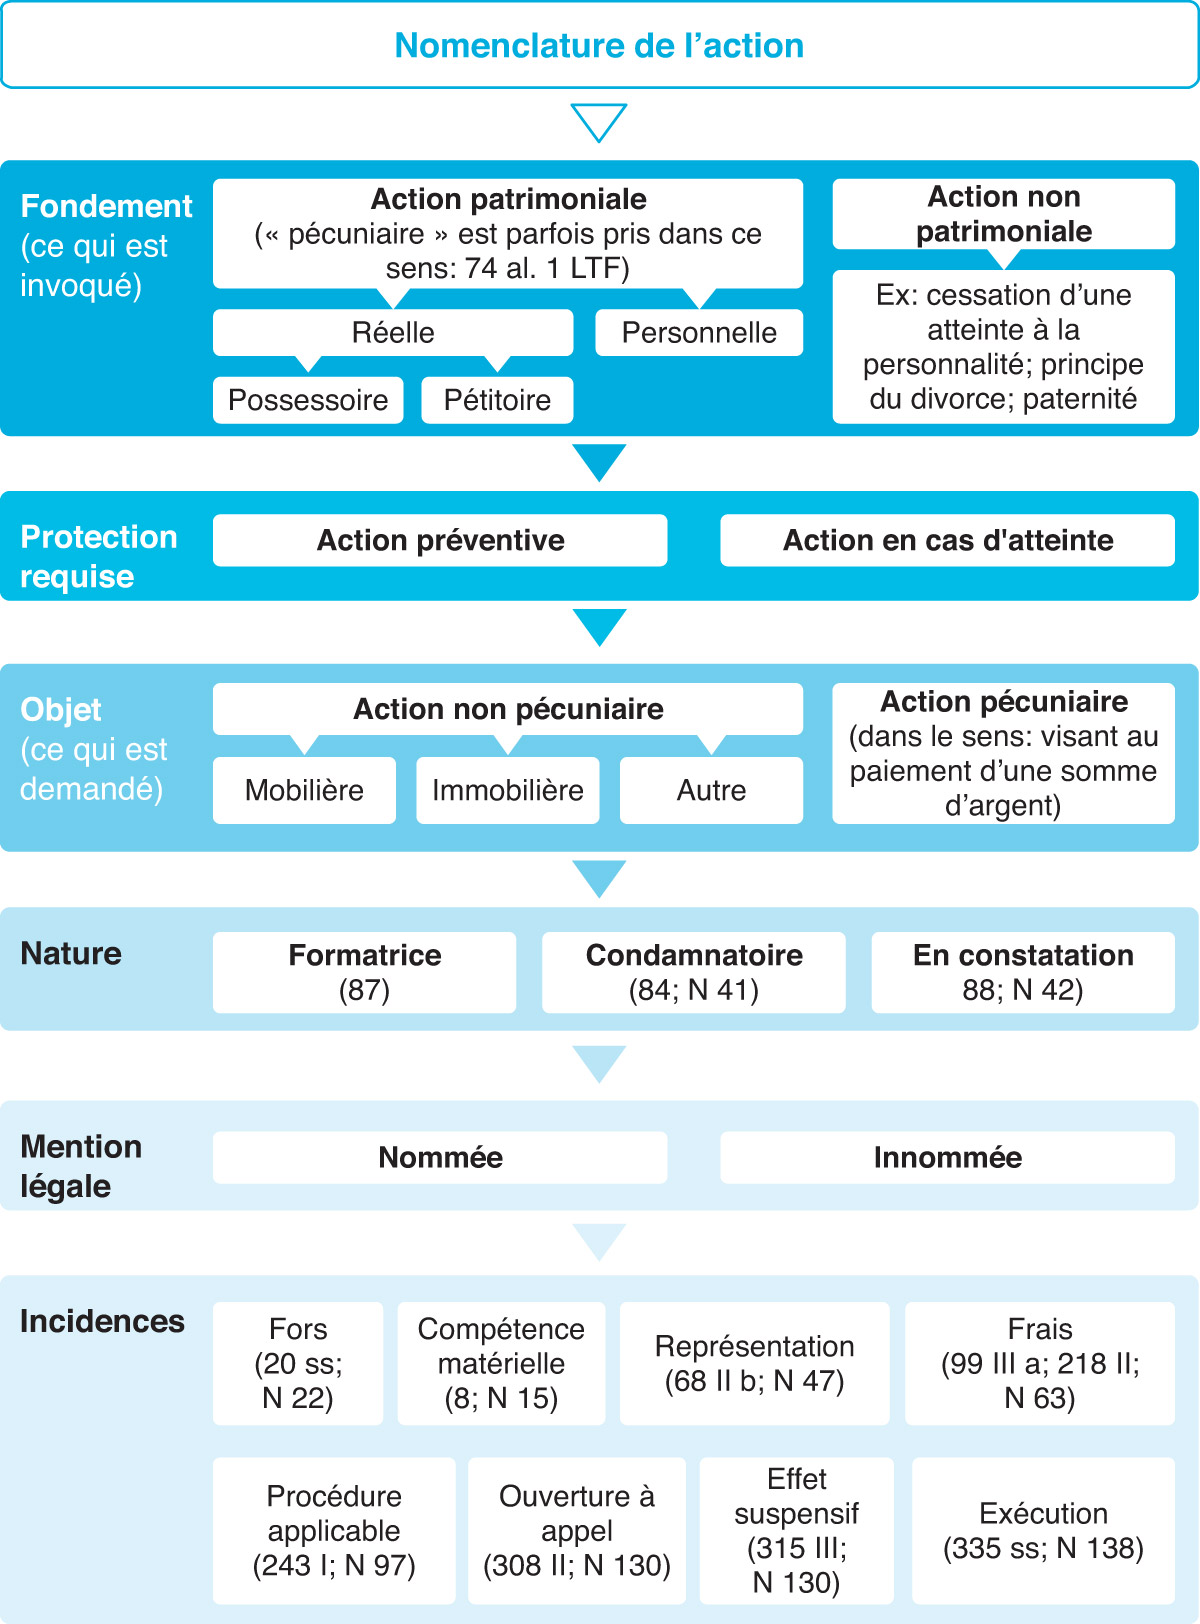 Nomenclature de l’action
Fondement
(ce qui est
invoqué)
Action patrimoniale
(« pécuniaire » est parfois pris dans ce
sens: 74 al. 1 LTF)
Réelle
Personnelle
Possessoire
Pétitoire
Action non
patrimoniale
Ex: cessation d’une
atteinte à la
personnalité; principe
du divorce; paternité
Protection
requise
Action préventive
Action en cas d'atteinte
Objet
(ce qui est
demandé)
Action non pécuniaire
Mobilière
Immobilière
Autre
Action pécuniaire
(dans le sens: visant au
paiement d’une somme
d’argent)
Nature
Formatrice
(87)
Condamnatoire
(84; N 41)
En constatation
88; N 42)
Mention
légale
Nommée
Innommée
Incidences
Fors
(20 ss;
N 22)
Compétence
matérielle
(8; N 15)
Représentation
(68 II b; N 47)
Frais
(99 III a; 218 II;
N 63)
Procédure
applicable
(243 I; N 97)
Ouverture à
appel
(308 II; N 130)
Effet
suspensif
(315 III;
N 130)
Exécution
(335 ss; N 138)